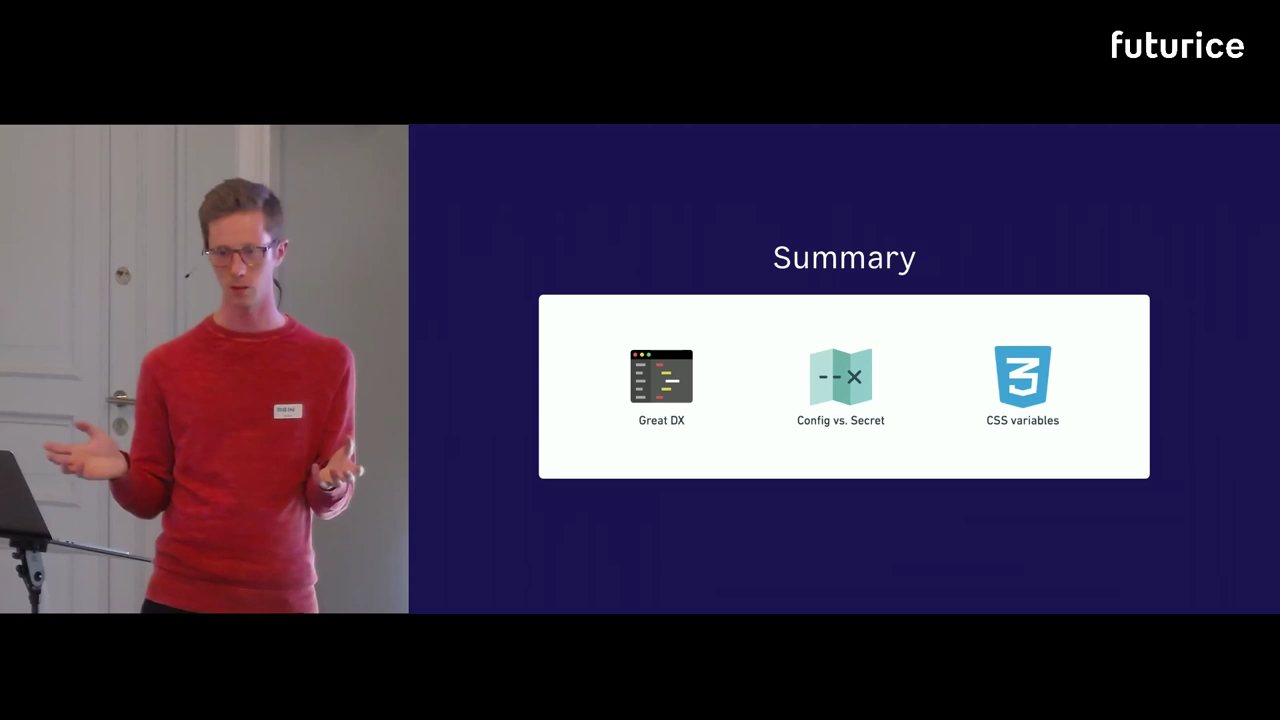 futurice
Summary
Great DX
Config vs. Secret
CSS variables